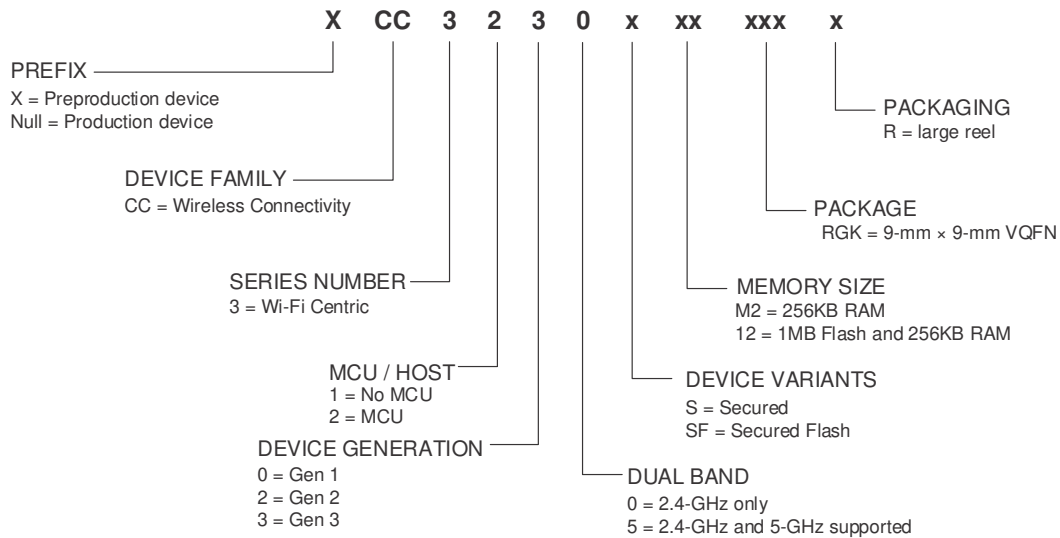 X CC 3 2 3 0 x xx xxx x
PREFIX
X = Preproduction device
Null = Production device
PACKAGING
R = large reel
DEVICE FAMILY
CC = Wireless Connectivity
PACKAGE
RGK = 9-mm × 9-mm VQFN
SERIES NUMBER
3 = Wi-Fi Centric
MEMORY SIZE
M2 = 256KB RAM
12 = 1MB Flash and 256KB RAM
MCU / HOST
1 = No MCU
2 = MCU
DEVICE VARIANTS
S = Secured
SF = Secured Flash
DEVICE GENERATION
0 = Gen 1
2 = Gen 2
3 = Gen 3
DUAL BAND
0 = 2.4-GHz only
5 = 2.4-GHz and 5-GHz supported